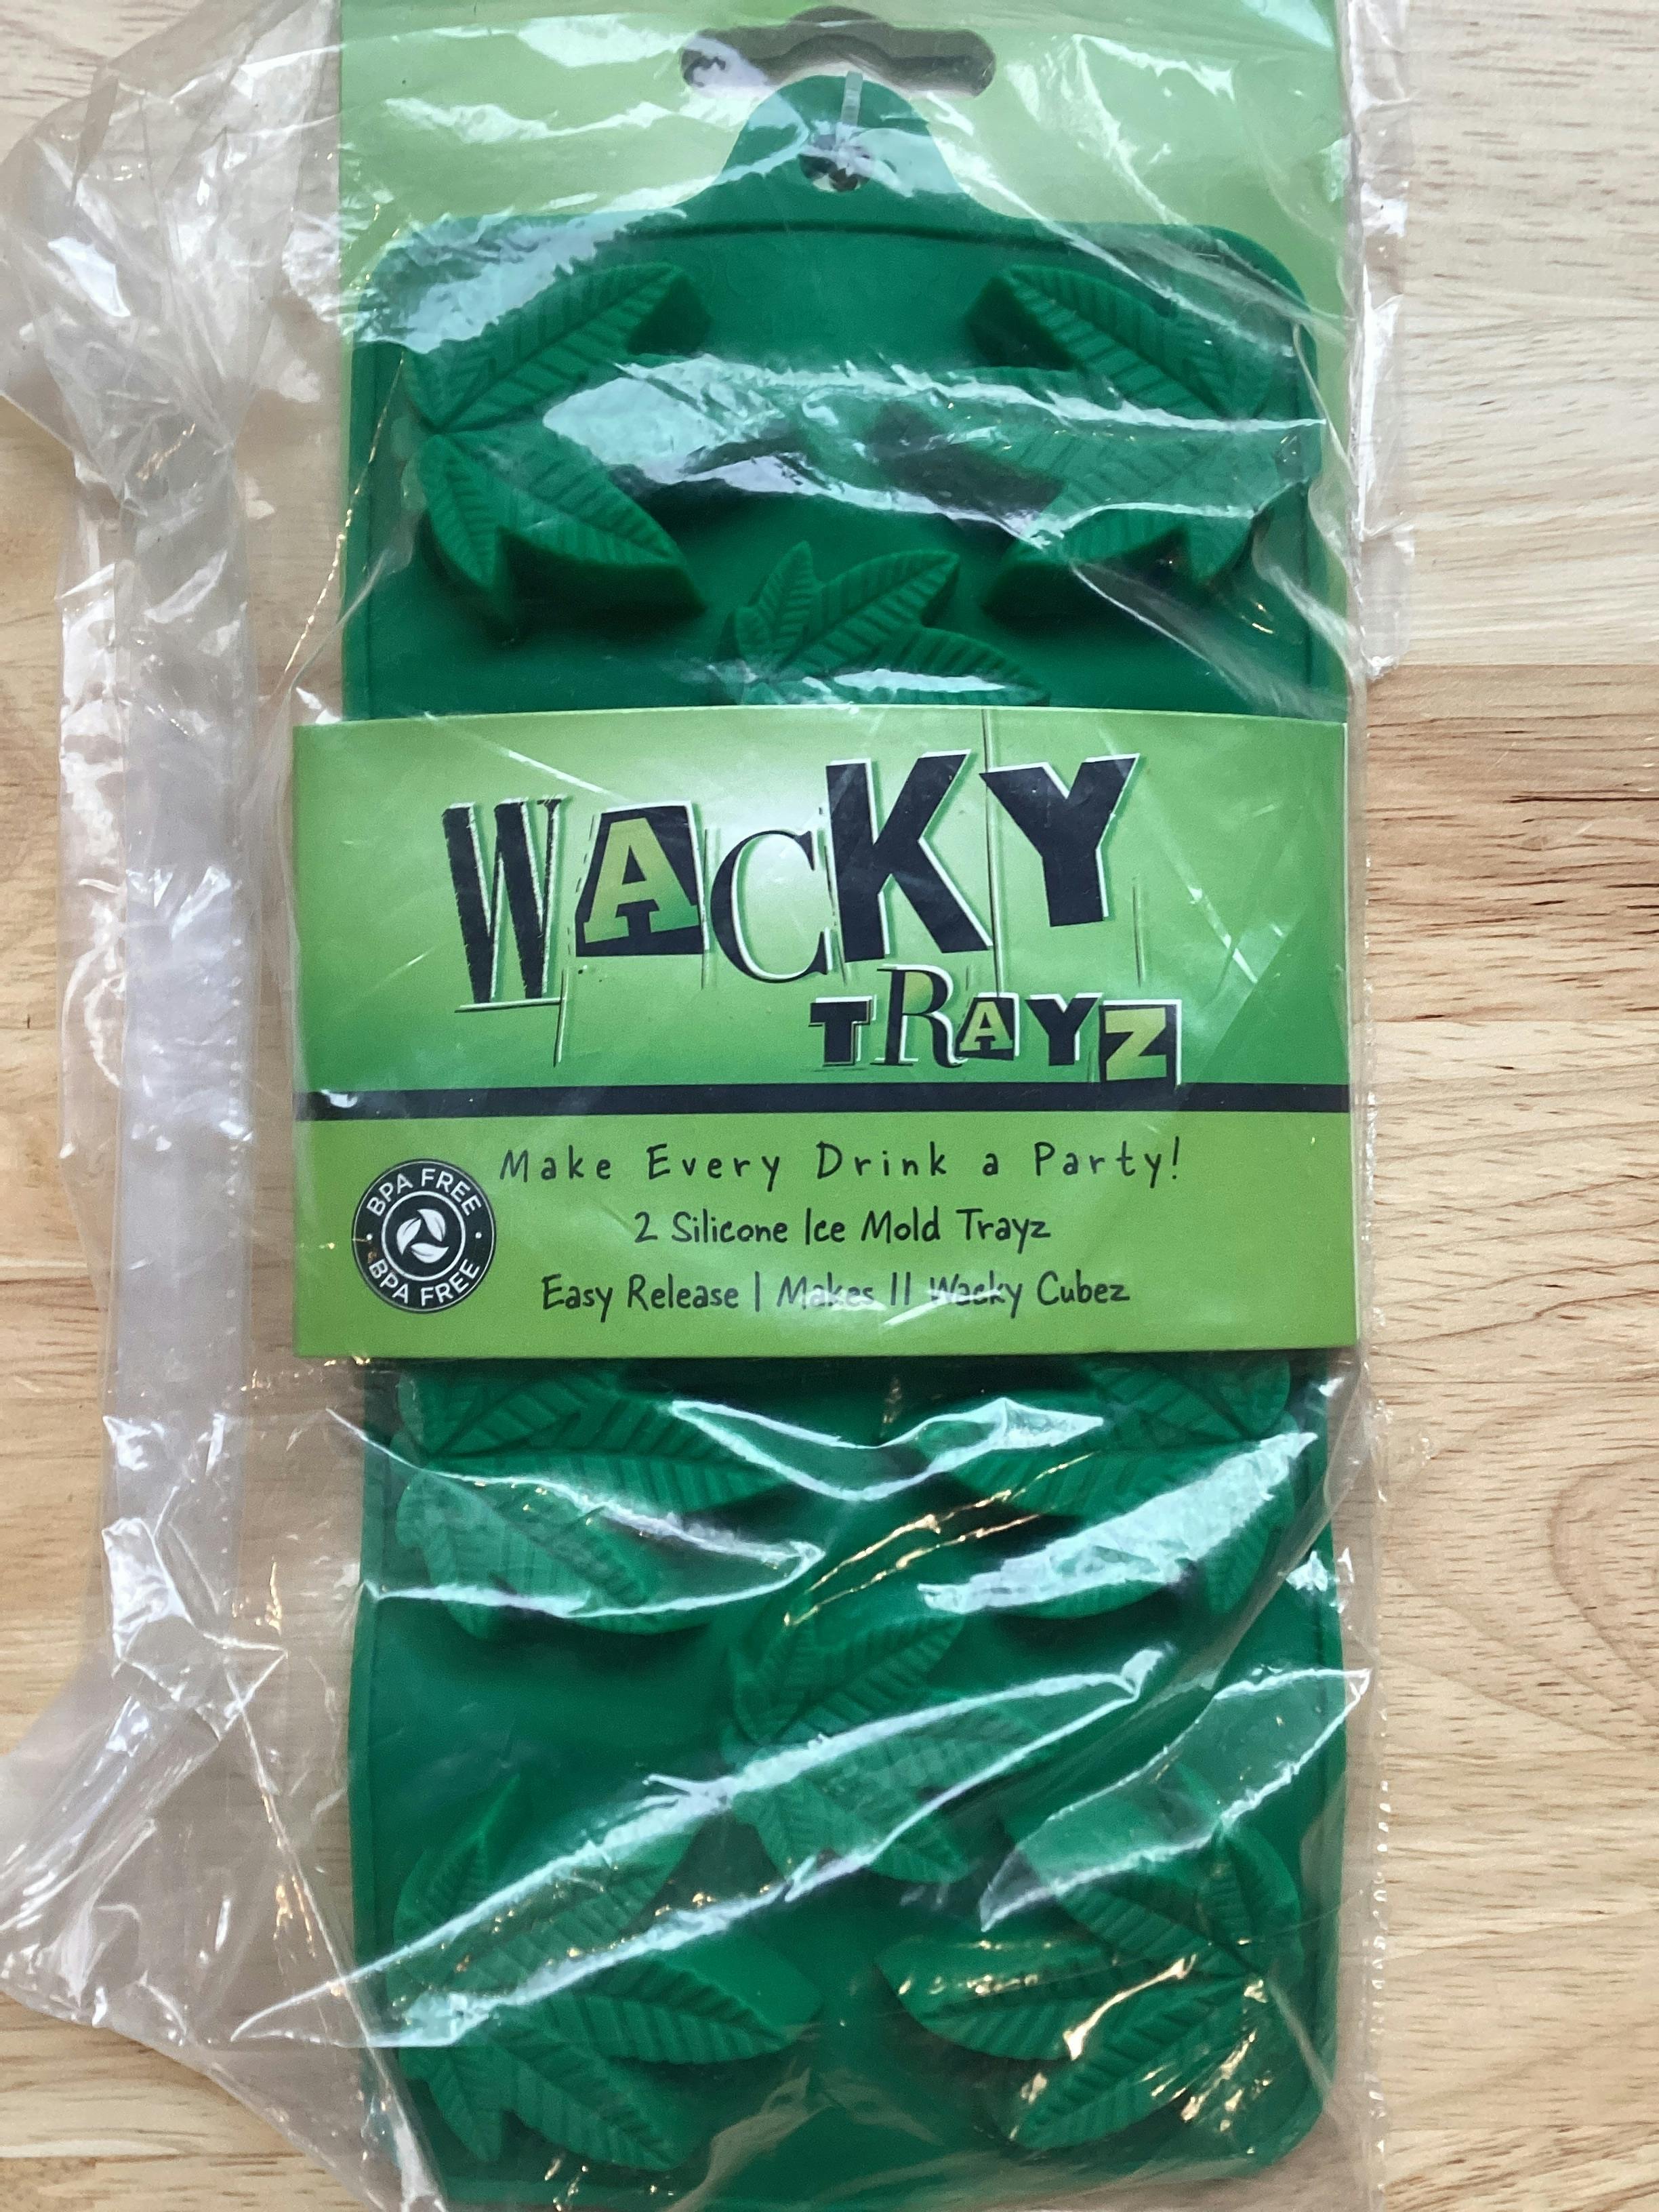 WACKY
TRAYZ
Make Every Drink a Party!
BPA FREE
BPA FREE
2 Silicone Ice Mold Trayz
Easy Release | Makes 11 Wacky Cubez